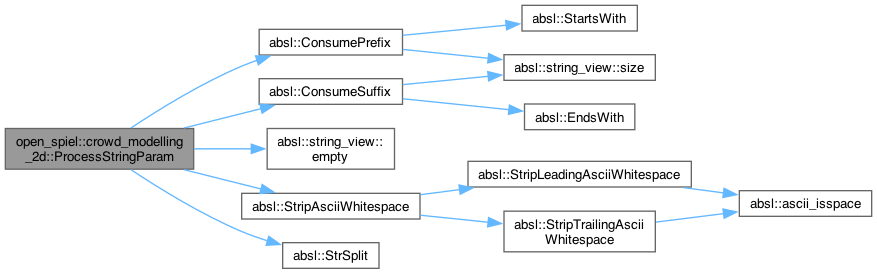 open_spiel::crowd_modelling
_2d::ProcessStringParam
absl::ConsumePrefix
absl::StartsWith
absl::string_view::size
absl::ConsumeSuffix
absl::EndsWith
absl::string_view::
empty
absl::StripAsciiWhitespace
absl::StripLeadingAsciiWhitespace
absl::ascii_isspace
absl::StripTrailingAscii
Whitespace
absl::StrSplit